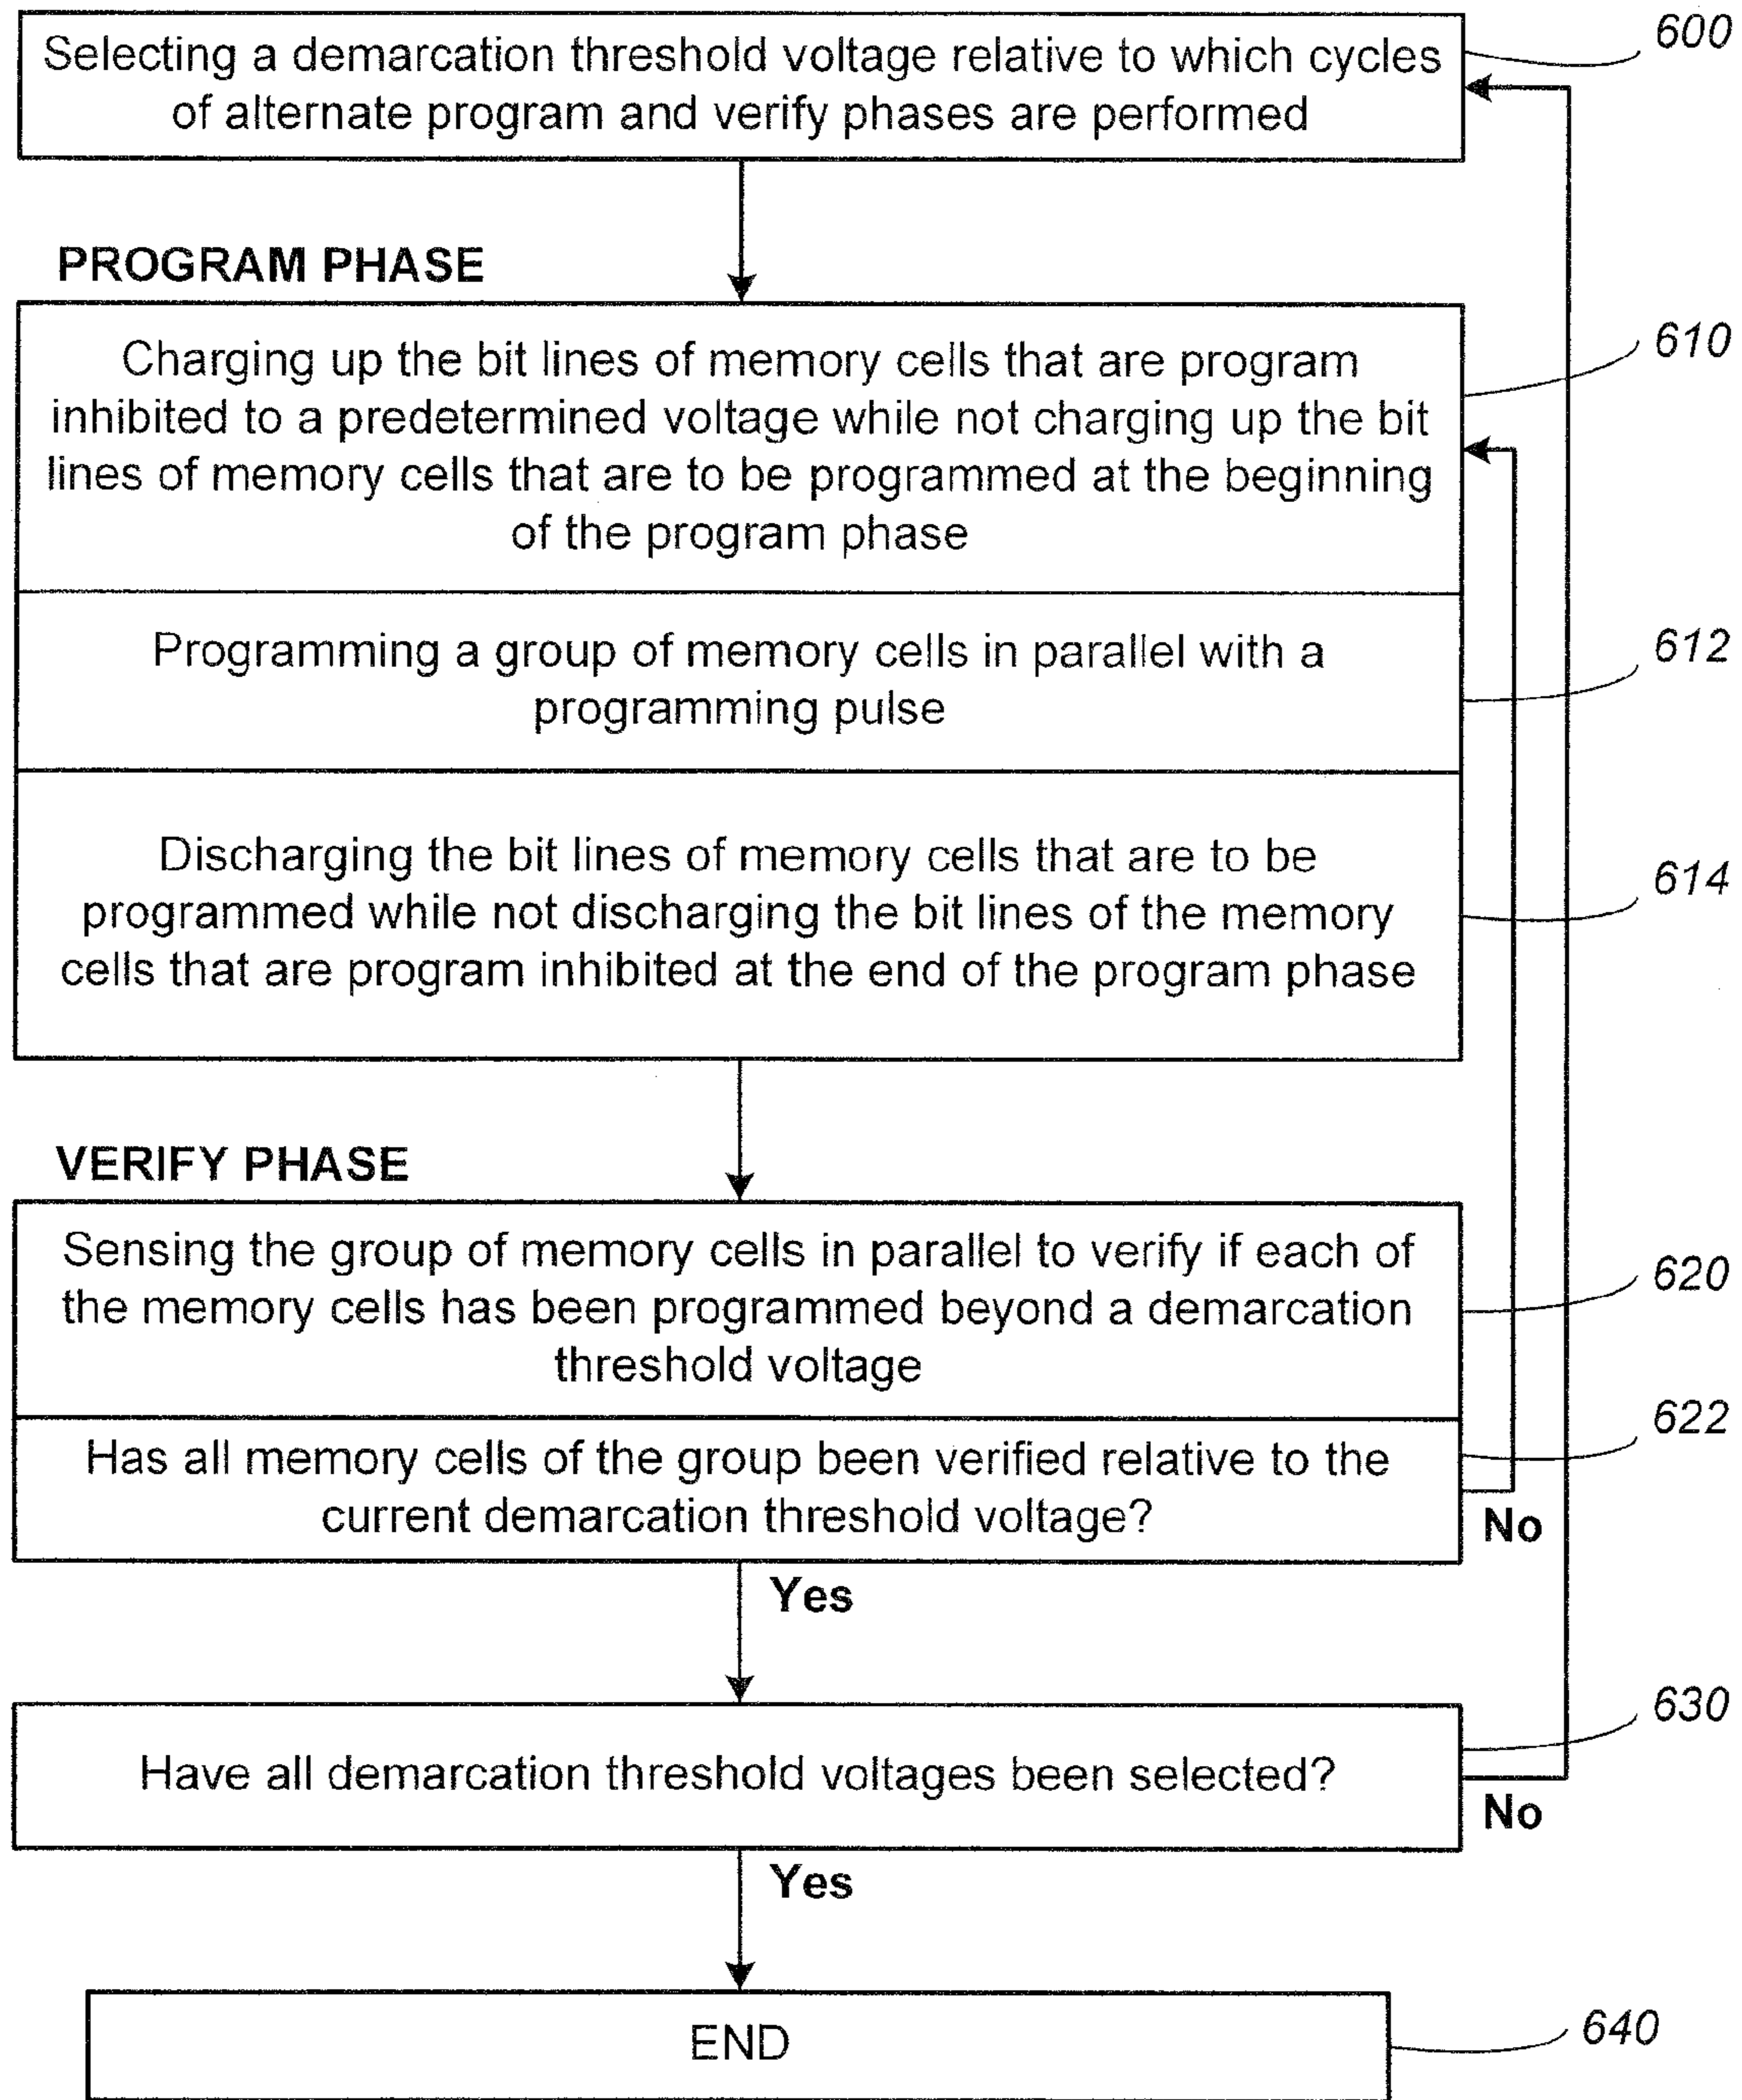 Selecting a demarcation threshold voltage relative to which cycles
of alternate program and verify phases are performed
600
PROGRAM PHASE
Charging up the bit lines of memory cells that are program
inhibited to a predetermined voltage while not charging up the bit
lines of memory cells that are to be programmed at the beginning
of the program phase
610
Programming a group of memory cells in parallel with a
programming pulse
612
Discharging the bit lines of memory cells that are to be
programmed while not discharging the bit lines of the memory
cells that are program inhibited at the end of the program phase
614
VERIFY PHASE
Sensing the group of memory cells in parallel to verify if each of
the memory cells has been programmed beyond a demarcation
threshold voltage
620
Has all memory cells of the group been verified relative to the
current demarcation threshold voltage?
622
No
Yes
Have all demarcation threshold voltages been selected?
630
No
Yes
END
640